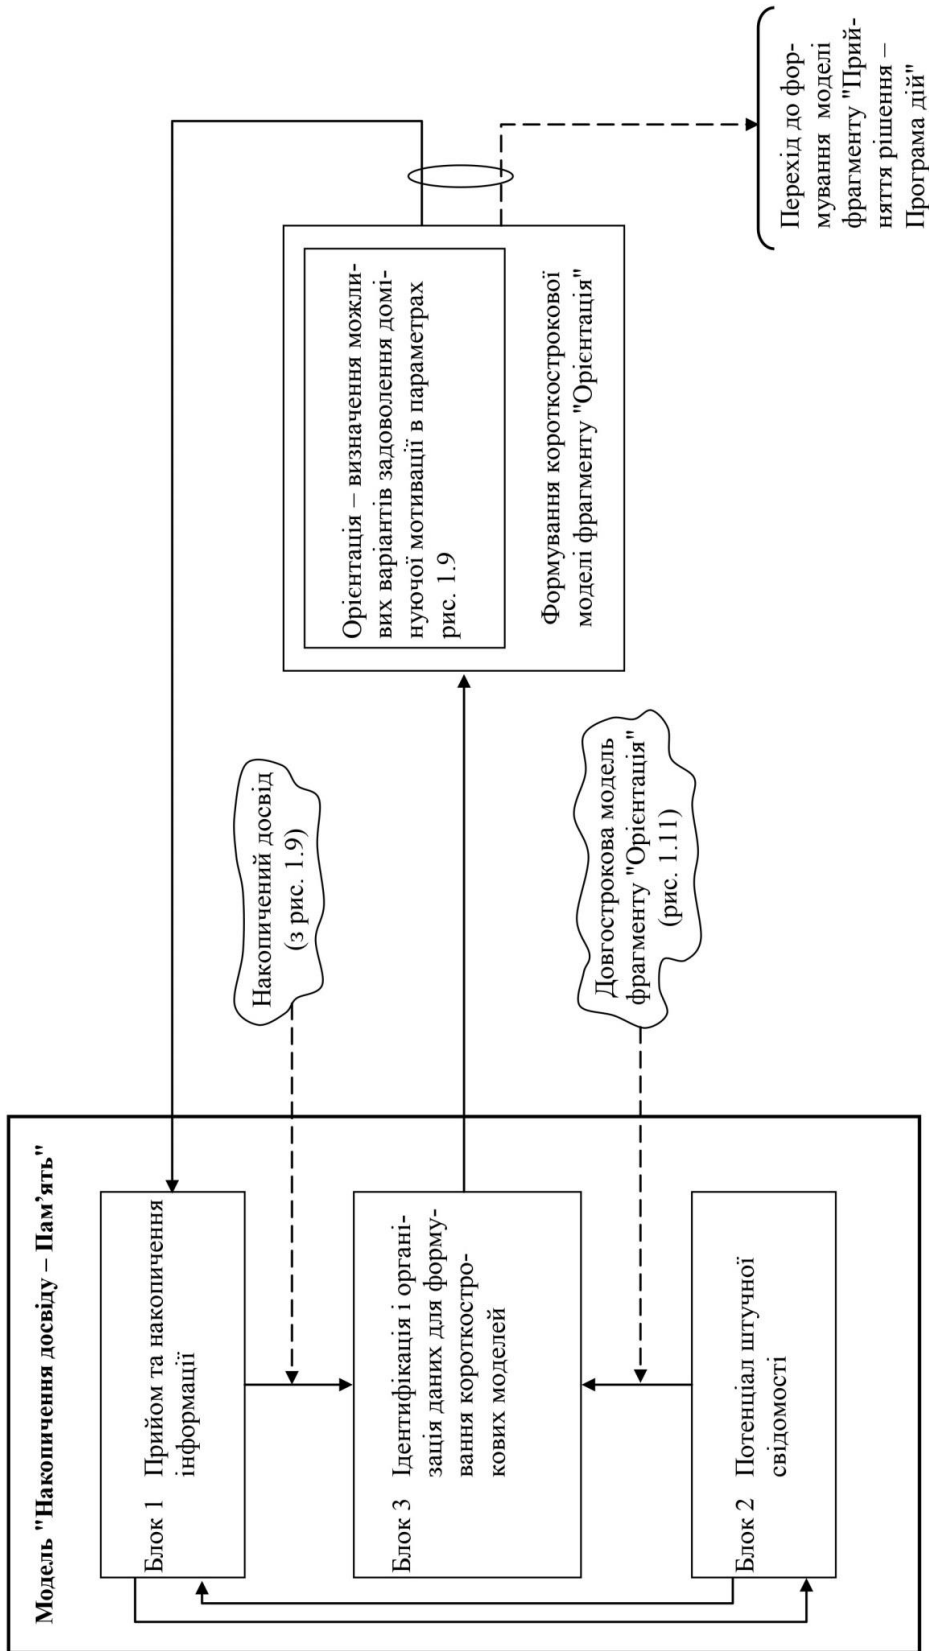 Модель "Накопичення досвіду – Пам’ять"
Блок 1 Прийом та накопичення
інформації
Блок 3 Ідентифікація і органі-
зація даних для форму-
вання короткостро-
кових моделей
Блок 2 Потенціал штучної
свідомості
Накопичений досвід
(з рис. 1.9)
Довгострокова модель
фрагменту "Орієнтація"
(рис. 1.11)
Орієнтація – визначення можли-
вих варіантів задоволення домі-
нуючої мотивації в параметрах
рис. 1.9
Формування короткострокової
моделі фрагменту "Орієнтація"
Перехід до фор-
мування моделі
фрагменту "Прий-
няття рішення –
Програма дій"